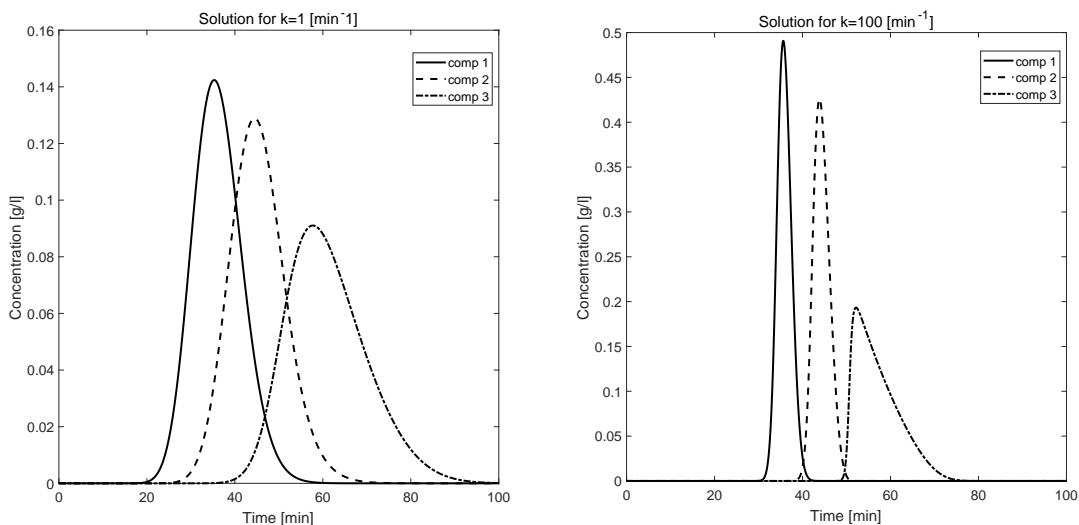 Solution for k=1 [min-1]
Concentration [g/l]
0.16
0.14
0.12
0.1
0.08
0.06
0.04
0.02
0
0 20 40 60 80 100
Time [min]
comp 1
comp 2
comp 3
Solution for k=100 [min-1]
Concentration [g/l]
0.5
0.45
0.4
0.35
0.3
0.25
0.2
0.15
0.1
0.05
0
0 20 40 60 80 100
Time [min]
comp 1
comp 2
comp 3